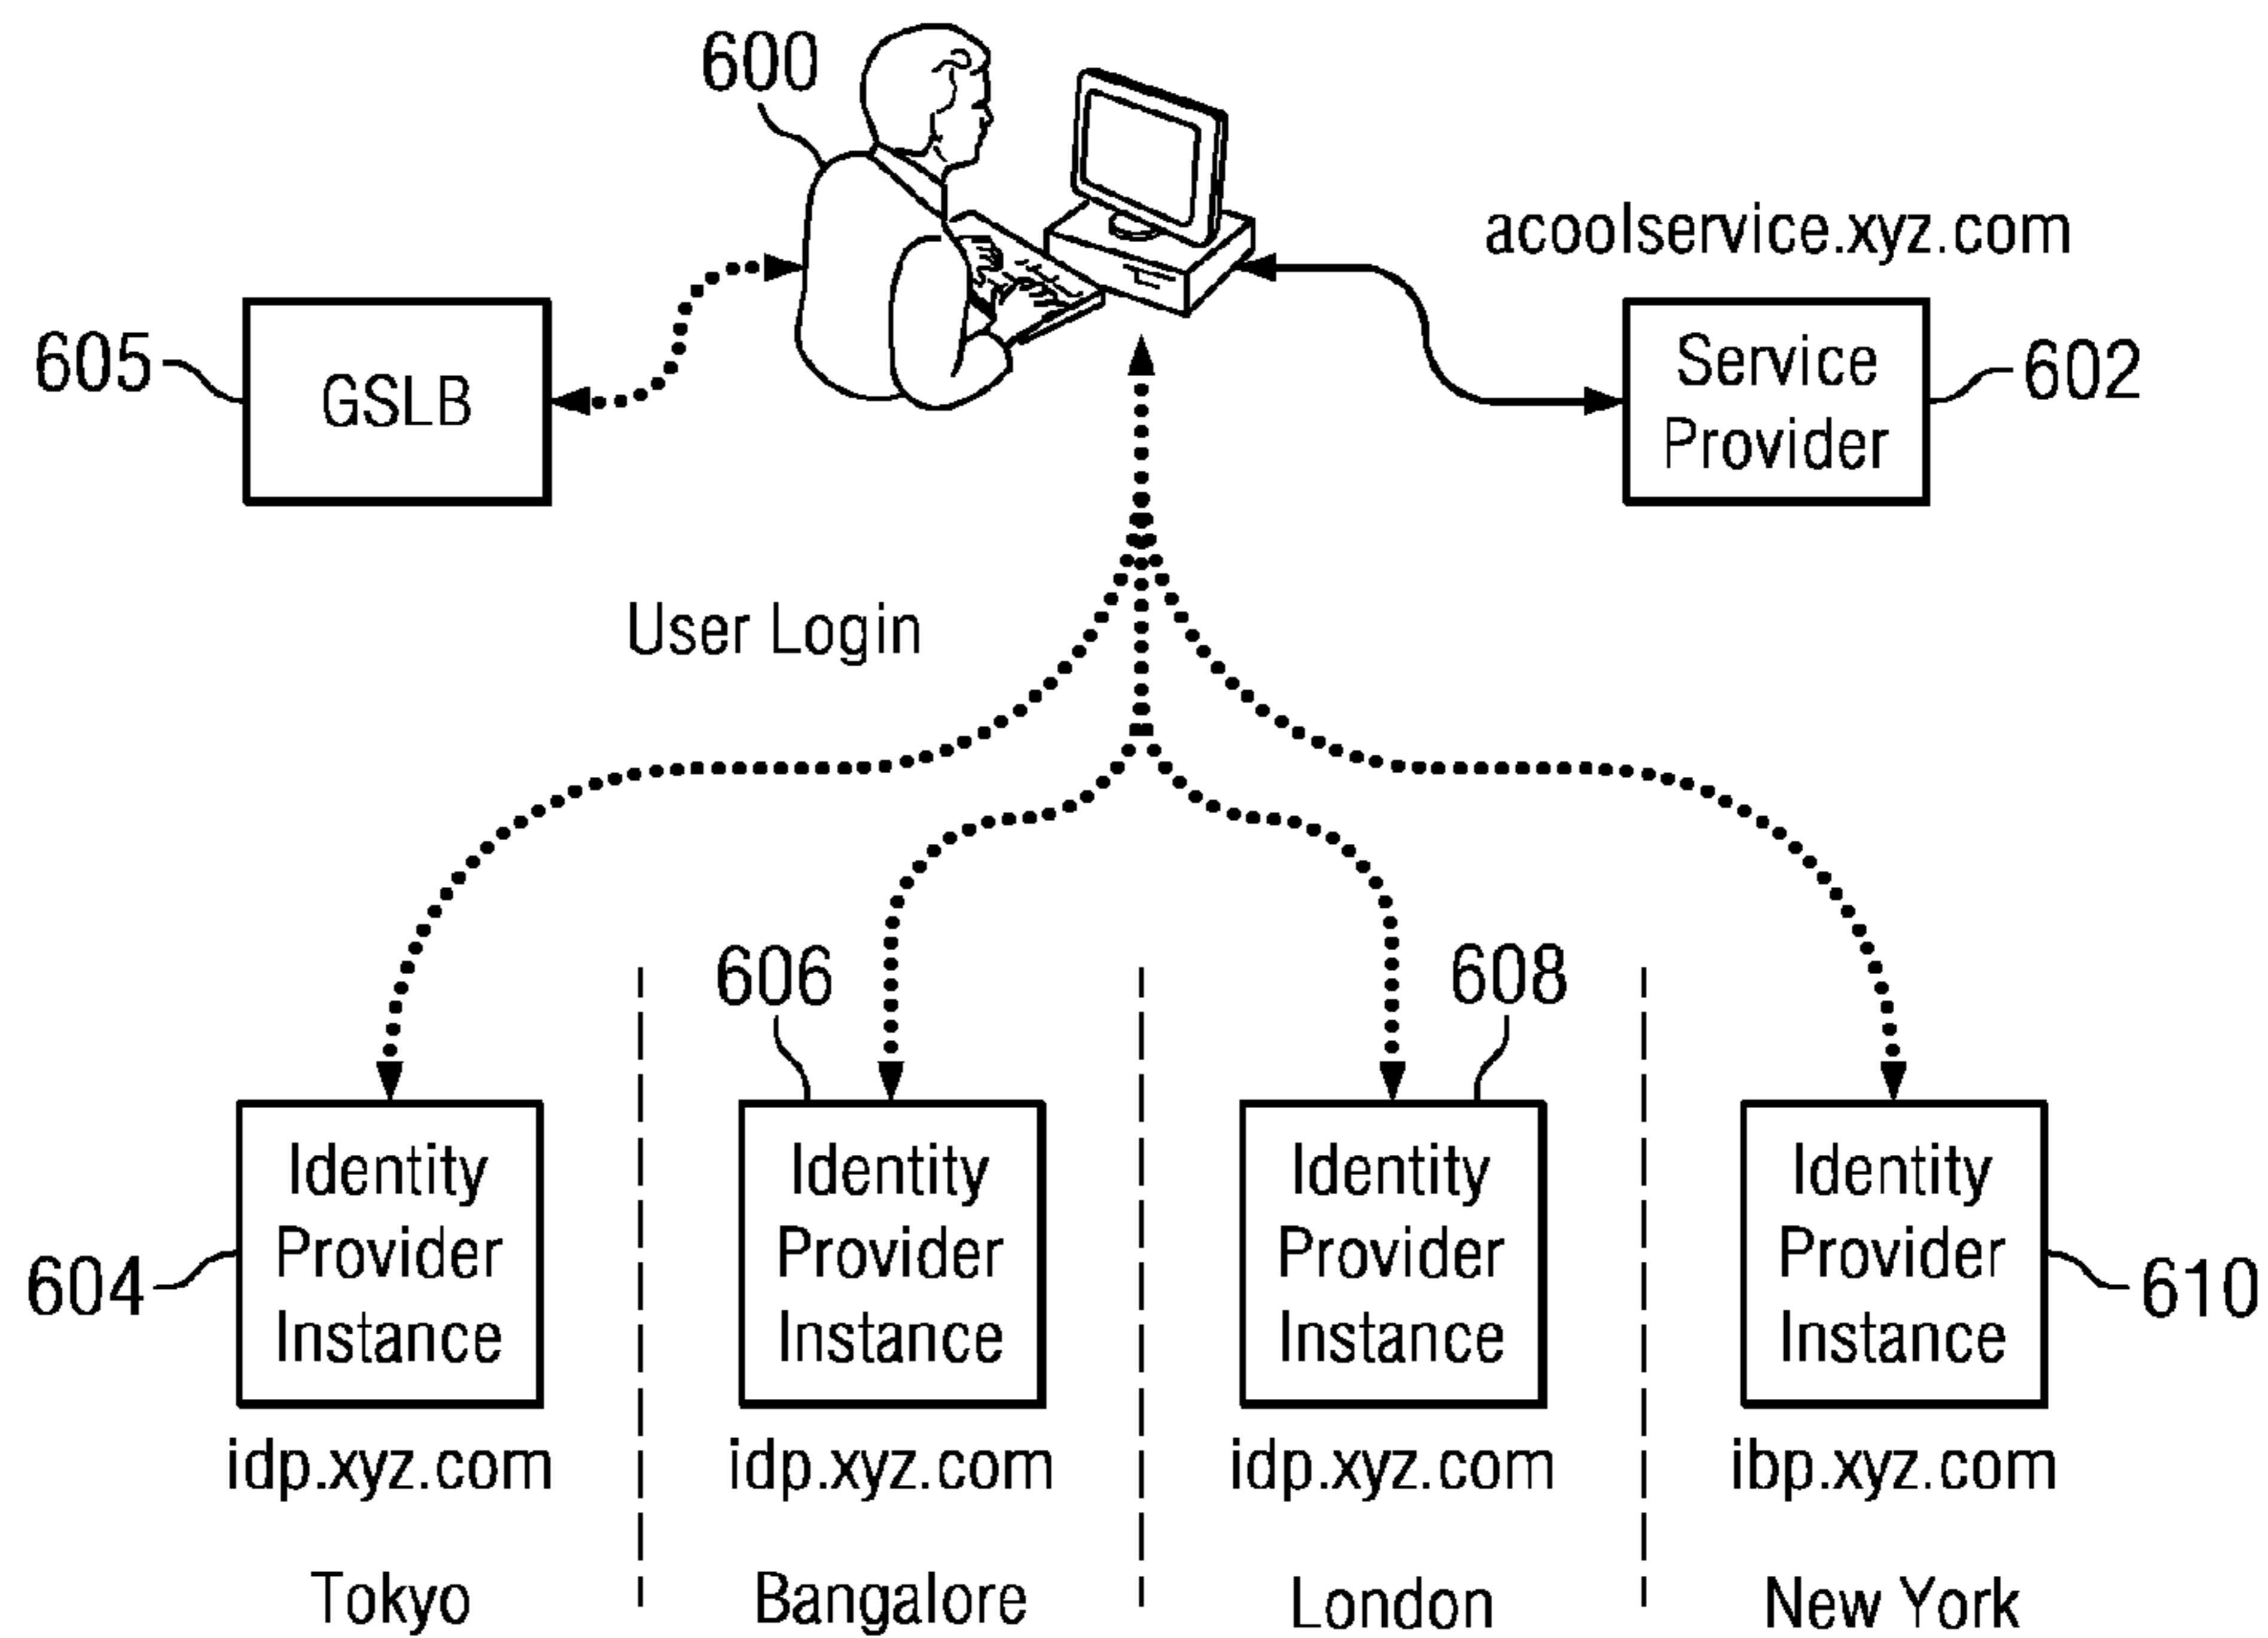 600
acoolservice.xyz.com
605
GSLB
Service
Provider
602
User Login
606
608
Identity
Provider
Instance
Identity
Provider
Instance
Identity
Provider
Instance
Identity
Provider
Instance
604
610
idp.xyz.com
idp.xyz.com
idp.xyz.com
ibp.xyz.com
Tokyo
Bangalore
London
New York